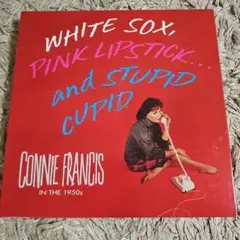 WHITE SOX,
PINK LIPSTICK...
and STUPID
CUPID
CONNIE FRANCIS
IN THE 1950s